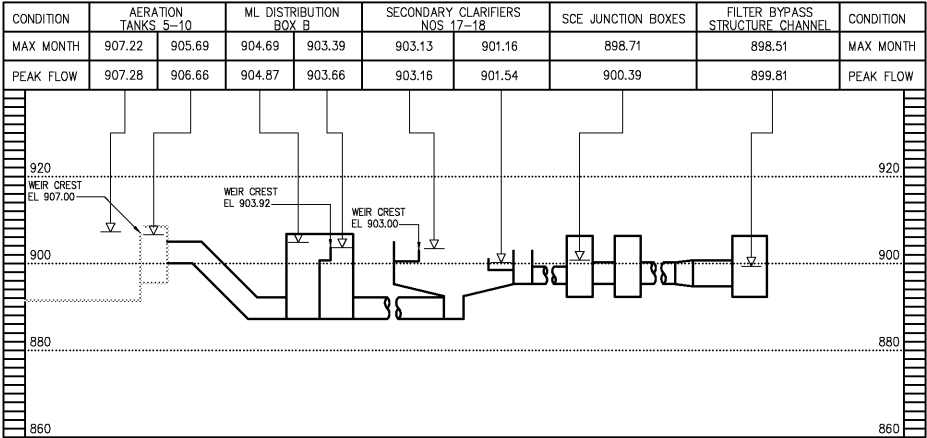 CONDITION
AERATION
TANKS 5-10
ML DISTRIBUTION
BOX B
SECONDARY CLARIFIERS
NOS 17-18
SCE JUNCTION BOXES
FILTER BYPASS
STRUCTURE CHANNEL
CONDITION
MAX MONTH 907.22 905.69 904.69 903.39 903.13 901.16 898.71 898.51 MAX MONTH
PEAK FLOW 907.28 906.66 904.87 903.66 903.16 901.54 900.39 899.81 PEAK FLOW
920 920
WEIR CREST
EL 907.00
WEIR CREST
EL 903.92
WEIR CREST
EL 903.00
900 900
880 880
860 860